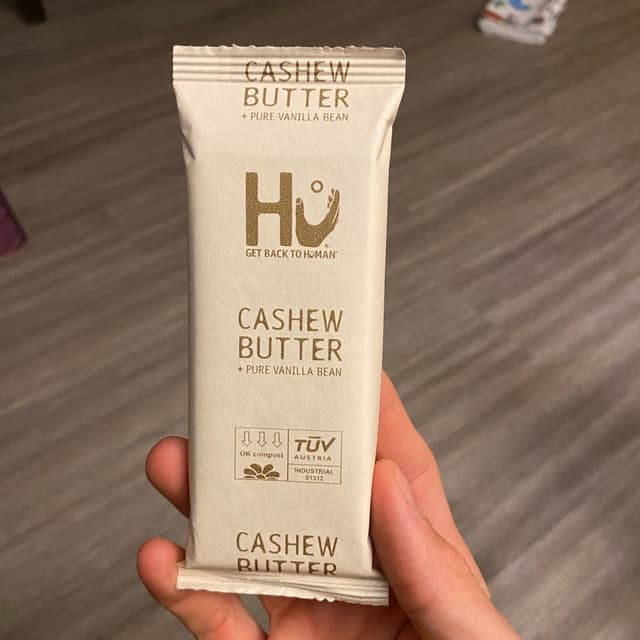 CASHEW
BUTTER
+ PURE VANILLA BEAN
Hu
®
GET BACK TO HUMAN®
CASHEW
BUTTER
+ PURE VANILLA BEAN
OK compost
TÜV
AUSTRIA
INDUSTRIAL
S1312
CASHEW
BUTTER